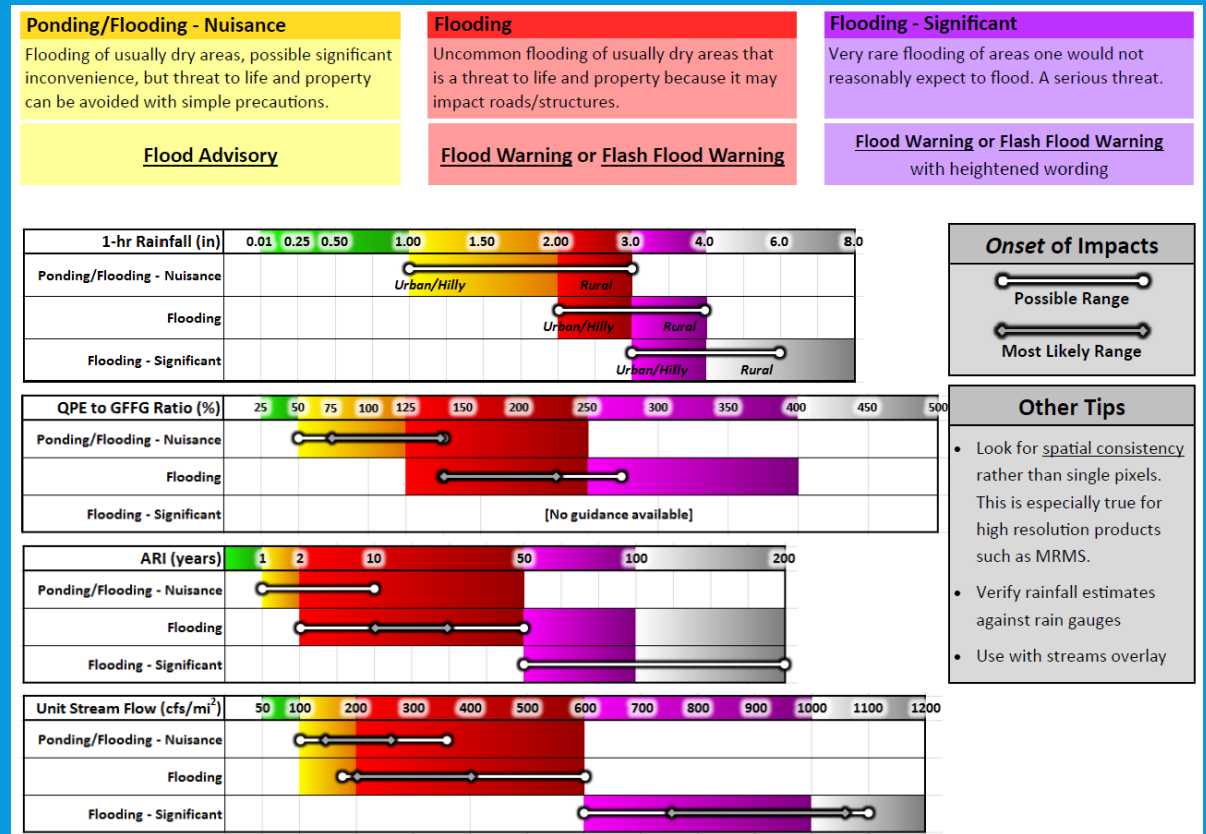 Ponding/Flooding - Nuisance
Flooding of usually dry areas, possible significant
inconvenience, but threat to life and property
can be avoided with simple precautions.
Flood Advisory
Flooding
Uncommon flooding of usually dry areas that
is a threat to life and property because it may
impact roads/structures.
Flood Warning or Flash Flood Warning
Flooding - Significant
Very rare flooding of areas one would not
reasonably expect to flood. A serious threat.
Flood Warning or Flash Flood Warning
with heightened wording
1-hr Rainfall (in) 0.01 0.25 0.50 1.00 1.50 2.00 3.0 4.0 6.0 8.0
Ponding/Flooding - Nuisance
Urban/Hilly Rural
Flooding
Urban/Hilly Rural
Flooding - Significant
Urban/Hilly Rural
QPE to GFFG Ratio (%) 25 50 75 100 125 150 200 250 300 350 400 450 500
Ponding/Flooding - Nuisance
Flooding
Flooding - Significant [No guidance available]
ARI (years) 1 2 10 50 100 200
Ponding/Flooding - Nuisance
Flooding
Flooding - Significant
Unit Stream Flow (cfs/mi²) 50 100 200 300 400 500 600 700 800 900 1000 1100 1200
Ponding/Flooding - Nuisance
Flooding
Flooding - Significant
Onset of Impacts
Possible Range
Most Likely Range
Other Tips
• Look for spatial consistency
rather than single pixels.
This is especially true for
high resolution products
such as MRMS.
• Verify rainfall estimates
against rain gauges
• Use with streams overlay